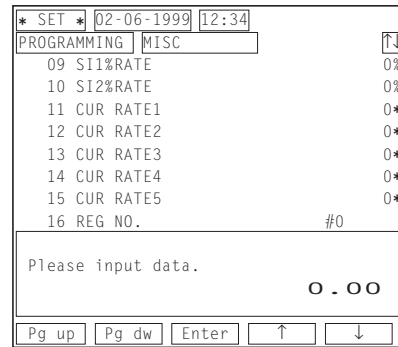 * SET * 02-06-1999 12:34
PROGRAMMING MISC ↑↓
09 SI1%RATE 0%
10 SI2%RATE 0%
11 CUR RATE1 0*
12 CUR RATE2 0*
13 CUR RATE3 0*
14 CUR RATE4 0*
15 CUR RATE5 0*
16 REG NO. #0
Please input data.
0.00
Pg up Pg dw Enter ↑ ↓